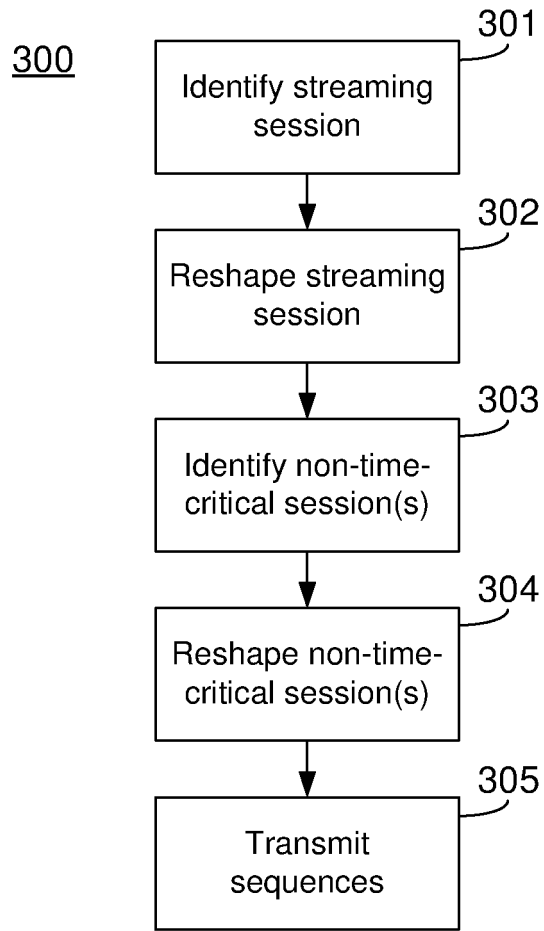 300
301
Identify streaming
session
302
Reshape streaming
session
303
Identify non-time-
critical session(s)
304
Reshape non-time-
critical session(s)
305
Transmit
sequences